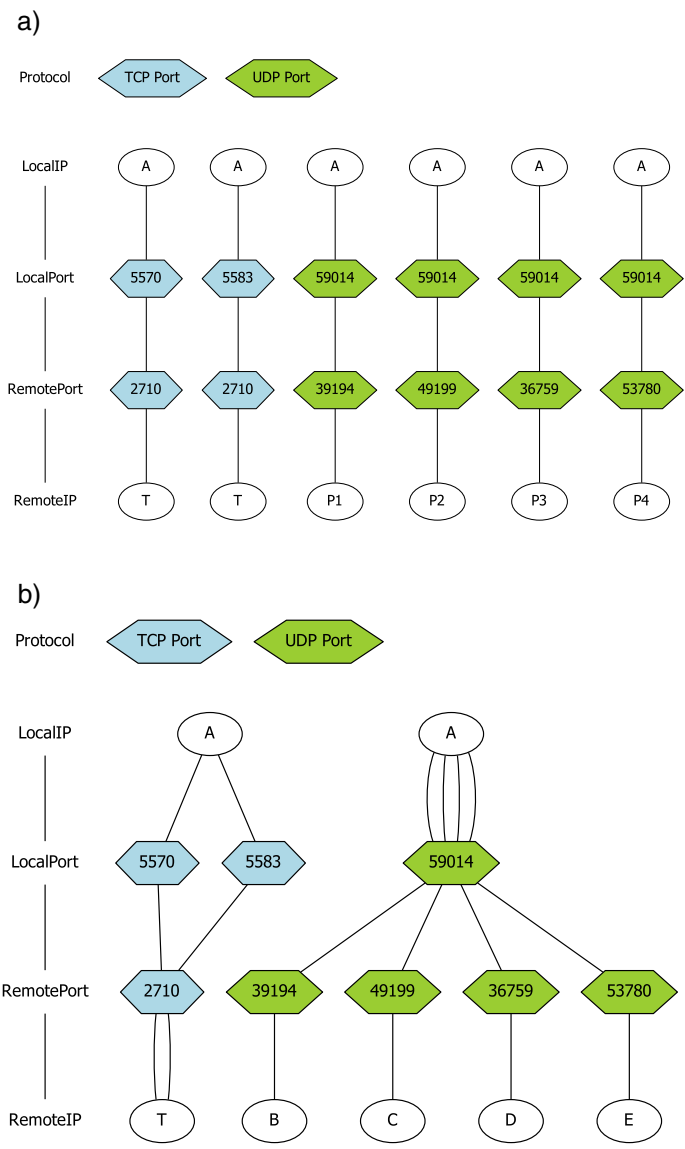 a)
Protocol TCP Port UDP Port
LocalIP A A A A A A
LocalPort 5570 5583 59014 59014 59014 59014
RemotePort 2710 2710 39194 49199 36759 53780
RemoteIP T T P1 P2 P3 P4
b)
Protocol TCP Port UDP Port
LocalIP A A
LocalPort 5570 5583 59014
RemotePort 2710 39194 49199 36759 53780
RemoteIP T B C D E